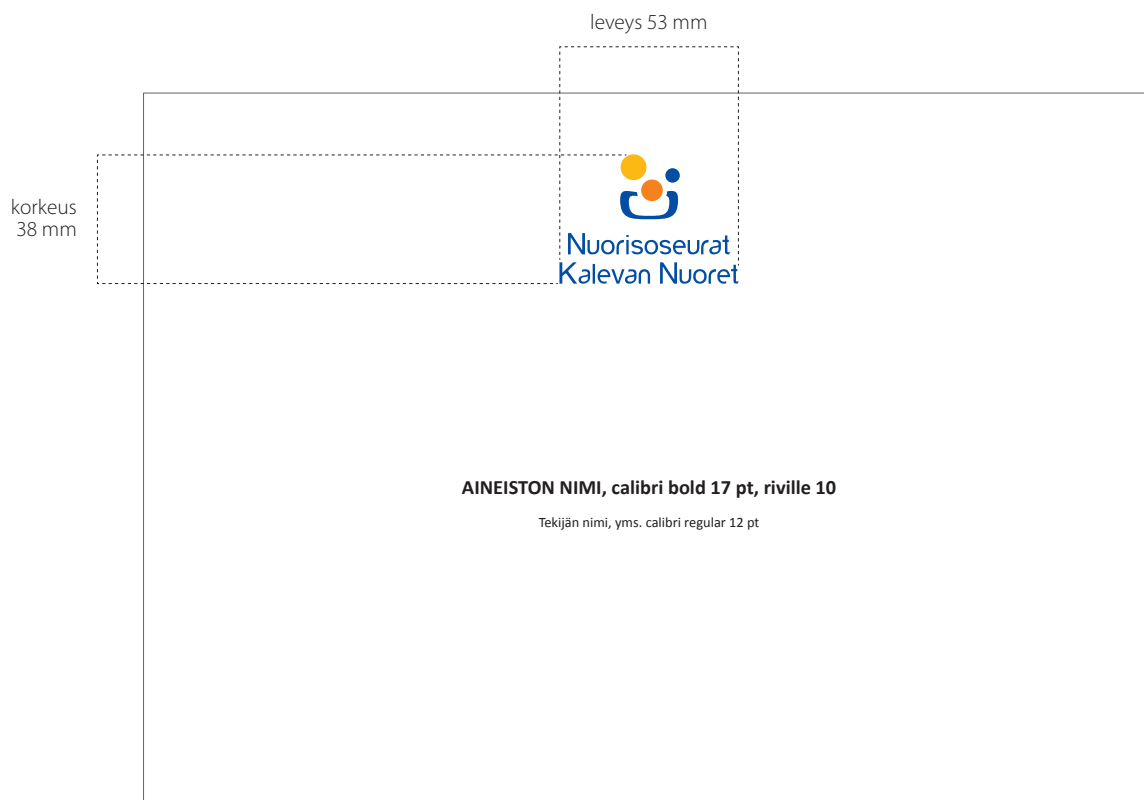 leveys 53 mm
korkeus
38 mm
Nuorisoseurat
Kalevan Nuoret
AINEISTON NIMI, calibri bold 17 pt, riville 10
Tekijän nimi, yms. calibri regular 12 pt